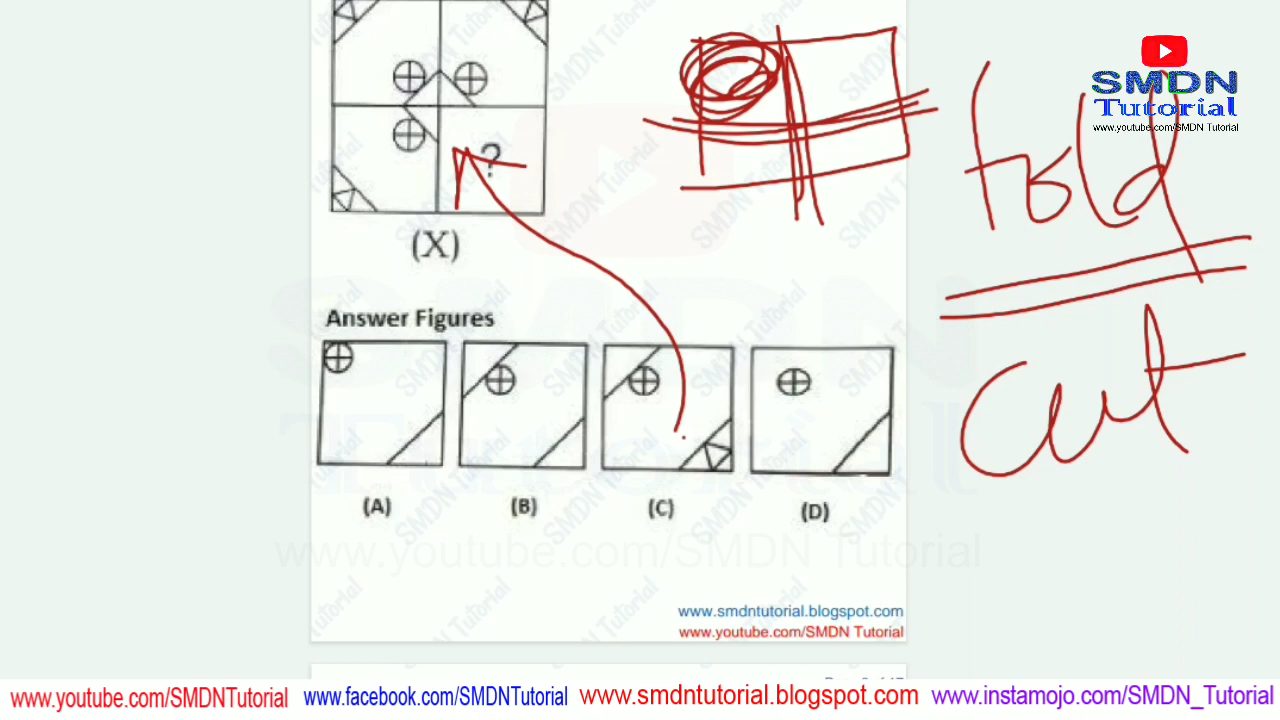 SMDN
Tutorial
www.youtube.com/SMDN Tutorial
fold
cut
?
(X)
Answer Figures
(A)
(B)
(C)
(D)
www.youtube.com/SMDN Tutorial
www.smdntutorial.blogspot.com
www.youtube.com/SMDN Tutorial
www.youtube.com/SMDNTutorial www.facebook.com/SMDNTutorial www.smdntutorial.blogspot.com www.instamojo.com/SMDN_Tutorial